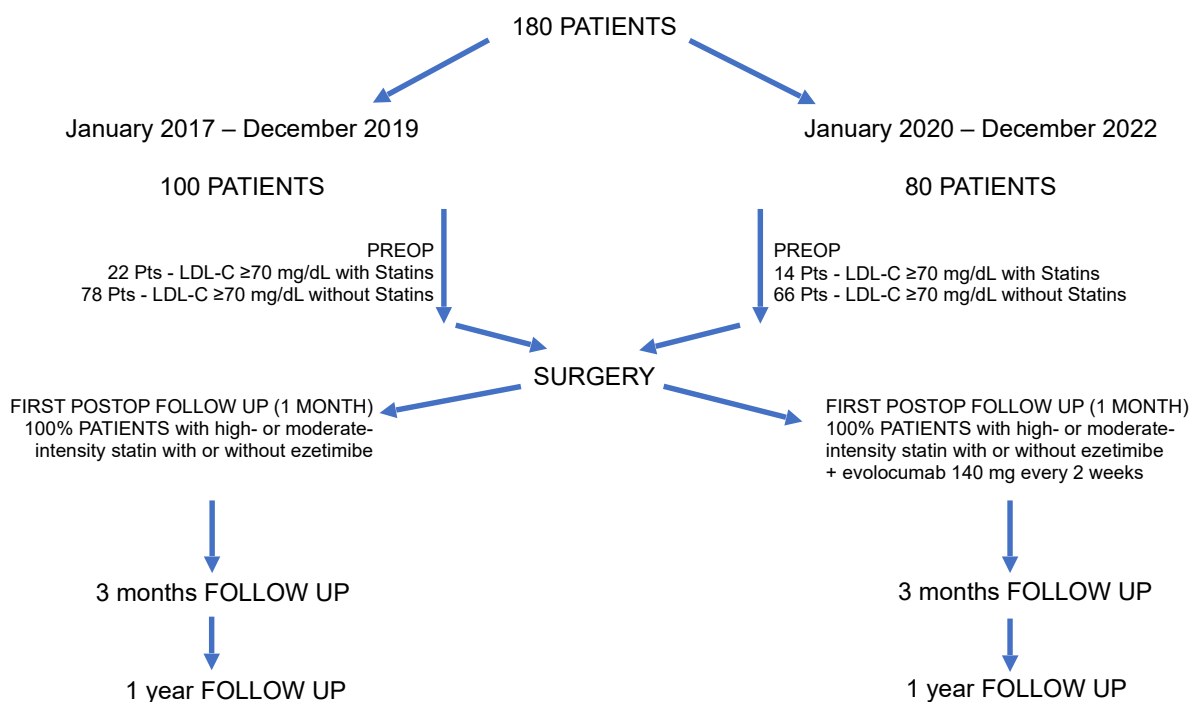 180 PATIENTS
January 2017 – December 2019
100 PATIENTS
PREOP
22 Pts - LDL-C ≥70 mg/dL with Statins
78 Pts - LDL-C ≥70 mg/dL without Statins
January 2020 – December 2022
80 PATIENTS
PREOP
14 Pts - LDL-C ≥70 mg/dL with Statins
66 Pts - LDL-C ≥70 mg/dL without Statins
SURGERY
FIRST POSTOP FOLLOW UP (1 MONTH)
100% PATIENTS with high- or moderate-
intensity statin with or without ezetimibe
3 months FOLLOW UP
1 year FOLLOW UP
FIRST POSTOP FOLLOW UP (1 MONTH)
100% PATIENTS with high- or moderate-
intensity statin with or without ezetimibe
+ evolocumab 140 mg every 2 weeks
3 months FOLLOW UP
1 year FOLLOW UP